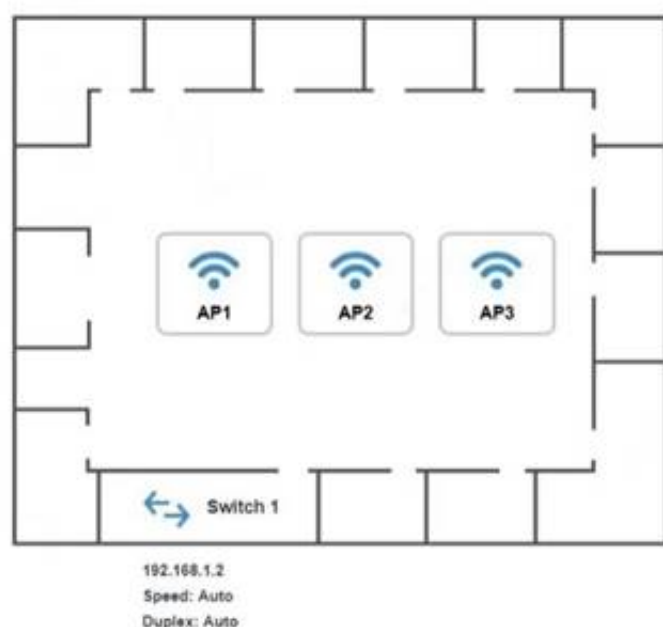 AP1 AP2 AP3
Switch 1
192.168.1.2
Speed: Auto
Duplex: Auto